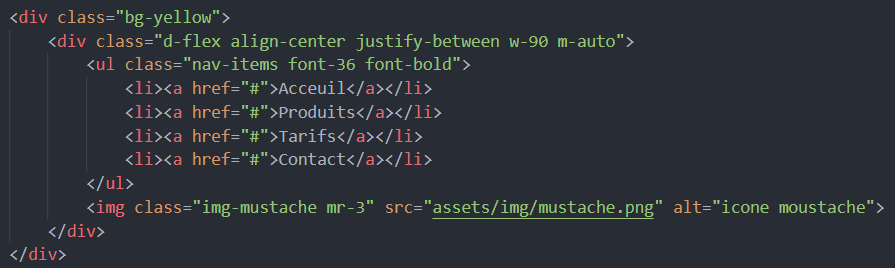 <div class="bg-yellow">
    <div class="d-flex align-center justify-between w-90 m-auto">
        <ul class="nav-items font-36 font-bold">
            <li><a href="#">Acceuil</a></li>
            <li><a href="#">Produits</a></li>
            <li><a href="#">Tarifs</a></li>
            <li><a href="#">Contact</a></li>
        </ul>
        <img class="img-mustache mr-3" src="assets/img/mustache.png" alt="icone moustache">
    </div>
</div>